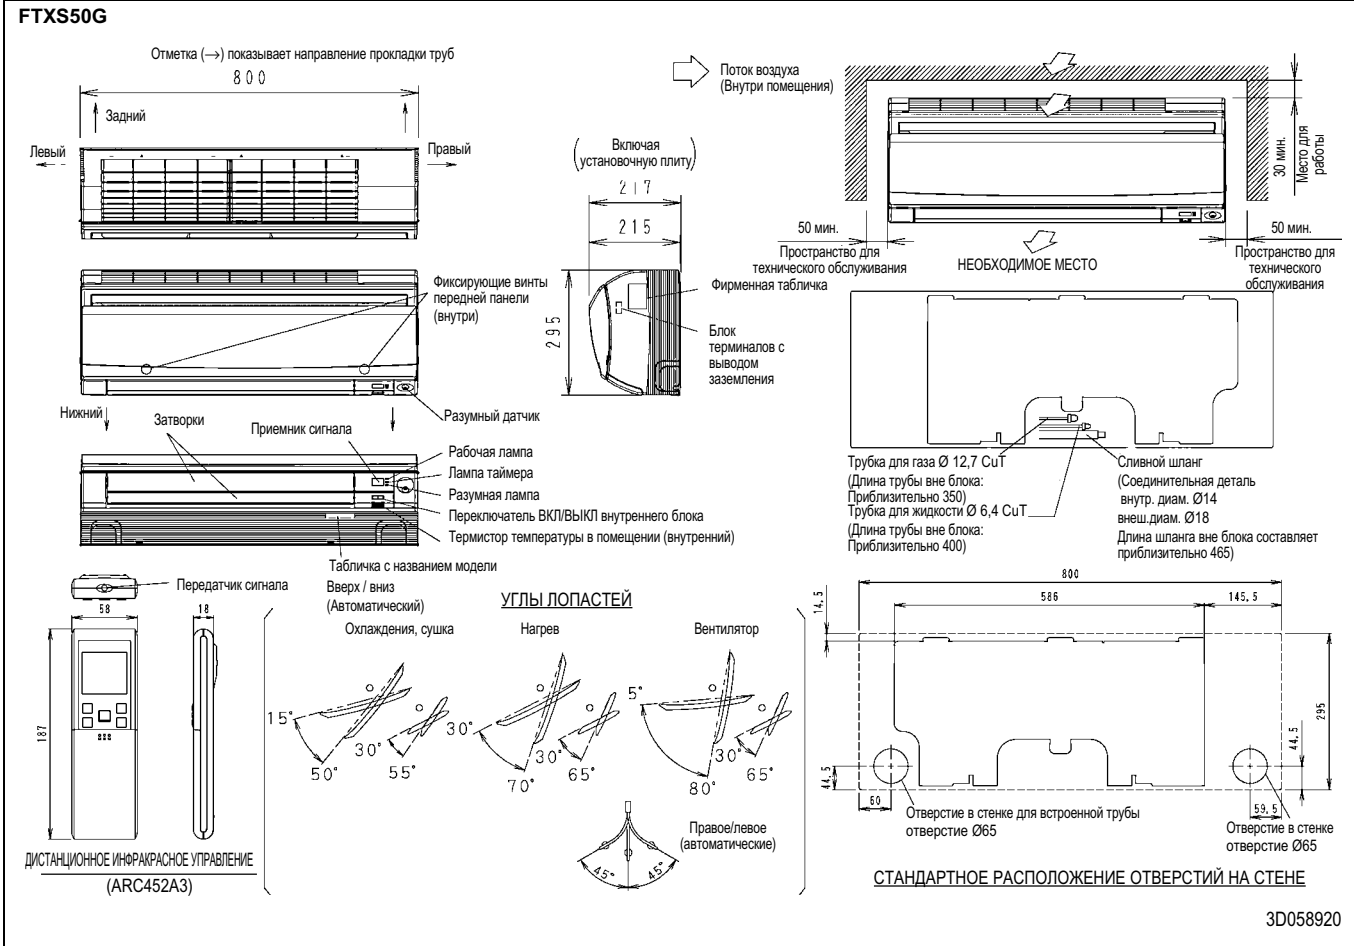 FTXS50G
Отметка (→) показывает направление прокладки труб
800
Задний
Левый
Правый
Поток воздуха
(Внутри помещения)
Включая
установочную плиту
217
215
295
30 мин.
Место для
работы
50 мин.
Пространство для
технического обслуживания
НЕОБХОДИМОЕ МЕСТО
50 мин.
Пространство для
технического
обслуживания
Фирменная табличка
Блок
терминалов с
выводом
заземления
Фиксирующие винты
передней панели
(внутри)
Разумный датчик
Нижний
Затворки
Приемник сигнала
Рабочая лампа
Лампа таймера
Разумная лампа
Переключатель ВКЛ/ВЫКЛ внутреннего блока
Термистор температуры в помещении (внутренний)
Табличка с названием модели
Трубка для газа Ø 12,7 CuT
(Длина трубы вне блока:
Приблизительно 350)
Трубка для жидкости Ø 6,4 CuT
(Длина трубы вне блока:
Приблизительно 400)
Сливной шланг
(Соединительная деталь
внутр. диам. Ø14
внеш.диам. Ø18
Длина шланга вне блока составляет
приблизительно 465)
Передатчик сигнала
58
18
187
ДИСТАНЦИОННОЕ ИНФРАКРАСНОЕ УПРАВЛЕНИЕ
(ARC452A3)
Вверх / вниз
(Автоматический)
УГЛЫ ЛОПАСТЕЙ
Охлаждения, сушка
Нагрев
Вентилятор
15°
50°
30°
55°
30°
70°
30°
65°
5°
80°
30°
65°
Правое/левое
(автоматические)
45°
45°
800
586
145,5
14,5
295
44,5
44,5
60
59,5
Отверстие в стенке для встроенной трубы
отверстие Ø65
Отверстие в стенке
отверстие Ø65
СТАНДАРТНОЕ РАСПОЛОЖЕНИЕ ОТВЕРСТИЙ НА СТЕНЕ
3D058920